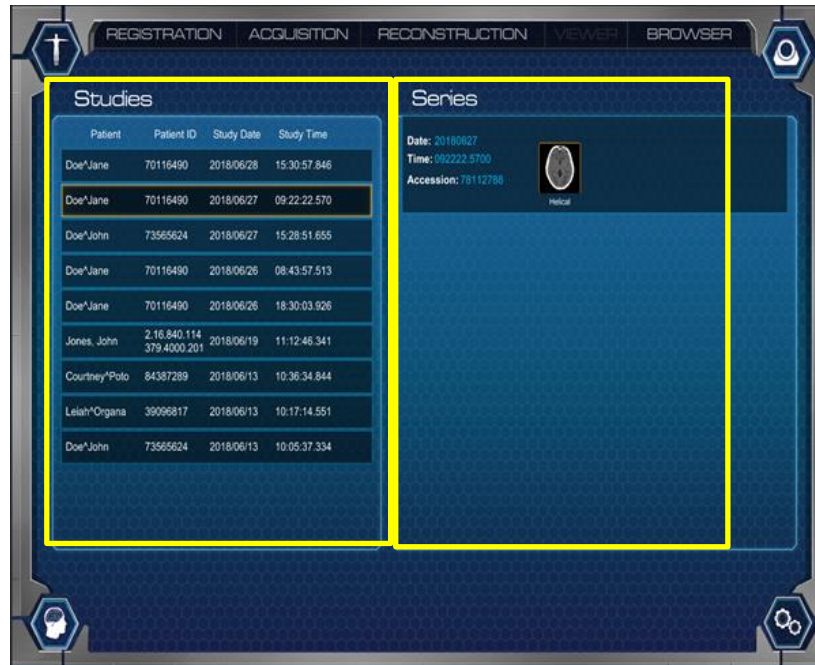 REGISTRATION ACQUISITION RECONSTRUCTION VIEWER BROWSER
Studies
Patient Patient ID Study Date Study Time
Doe^Jane 70116490 2018/06/28 15:30:57.846
Doe^Jane 70116490 2018/06/27 09:22:22.570
Doe^John 73565624 2018/06/27 15:28:51.655
Doe^Jane 70116490 2018/06/26 08:43:57.513
Doe^Jane 70116490 2018/06/26 18:30:03.926
Jones, John 2.16.840.114 2018/06/19 11:12:46.341
379.4000.201
Courtney^Poto 84387289 2018/06/13 10:36:34.844
Leiah^Organa 39096817 2018/06/13 10:17:14.551
Doe^John 73565624 2018/06/13 10:05:37.334
Series
Date: 20180627
Time: 092222.5700
Accession: 78112786
Helical